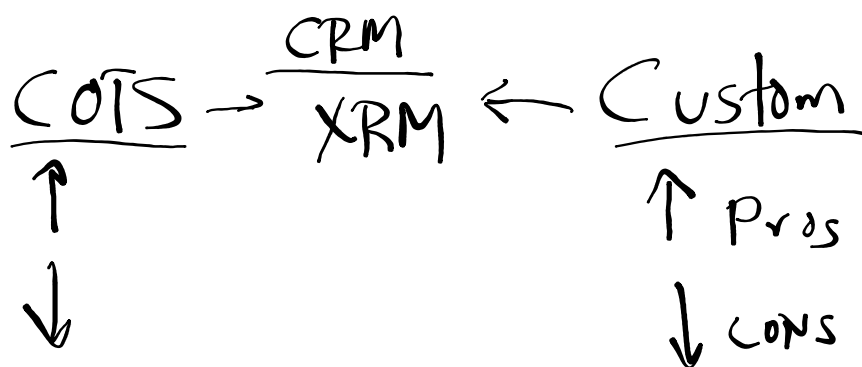 CRM
COTS → XRM ← Custom
↑ ↑ Pros
↓ ↓ CONS